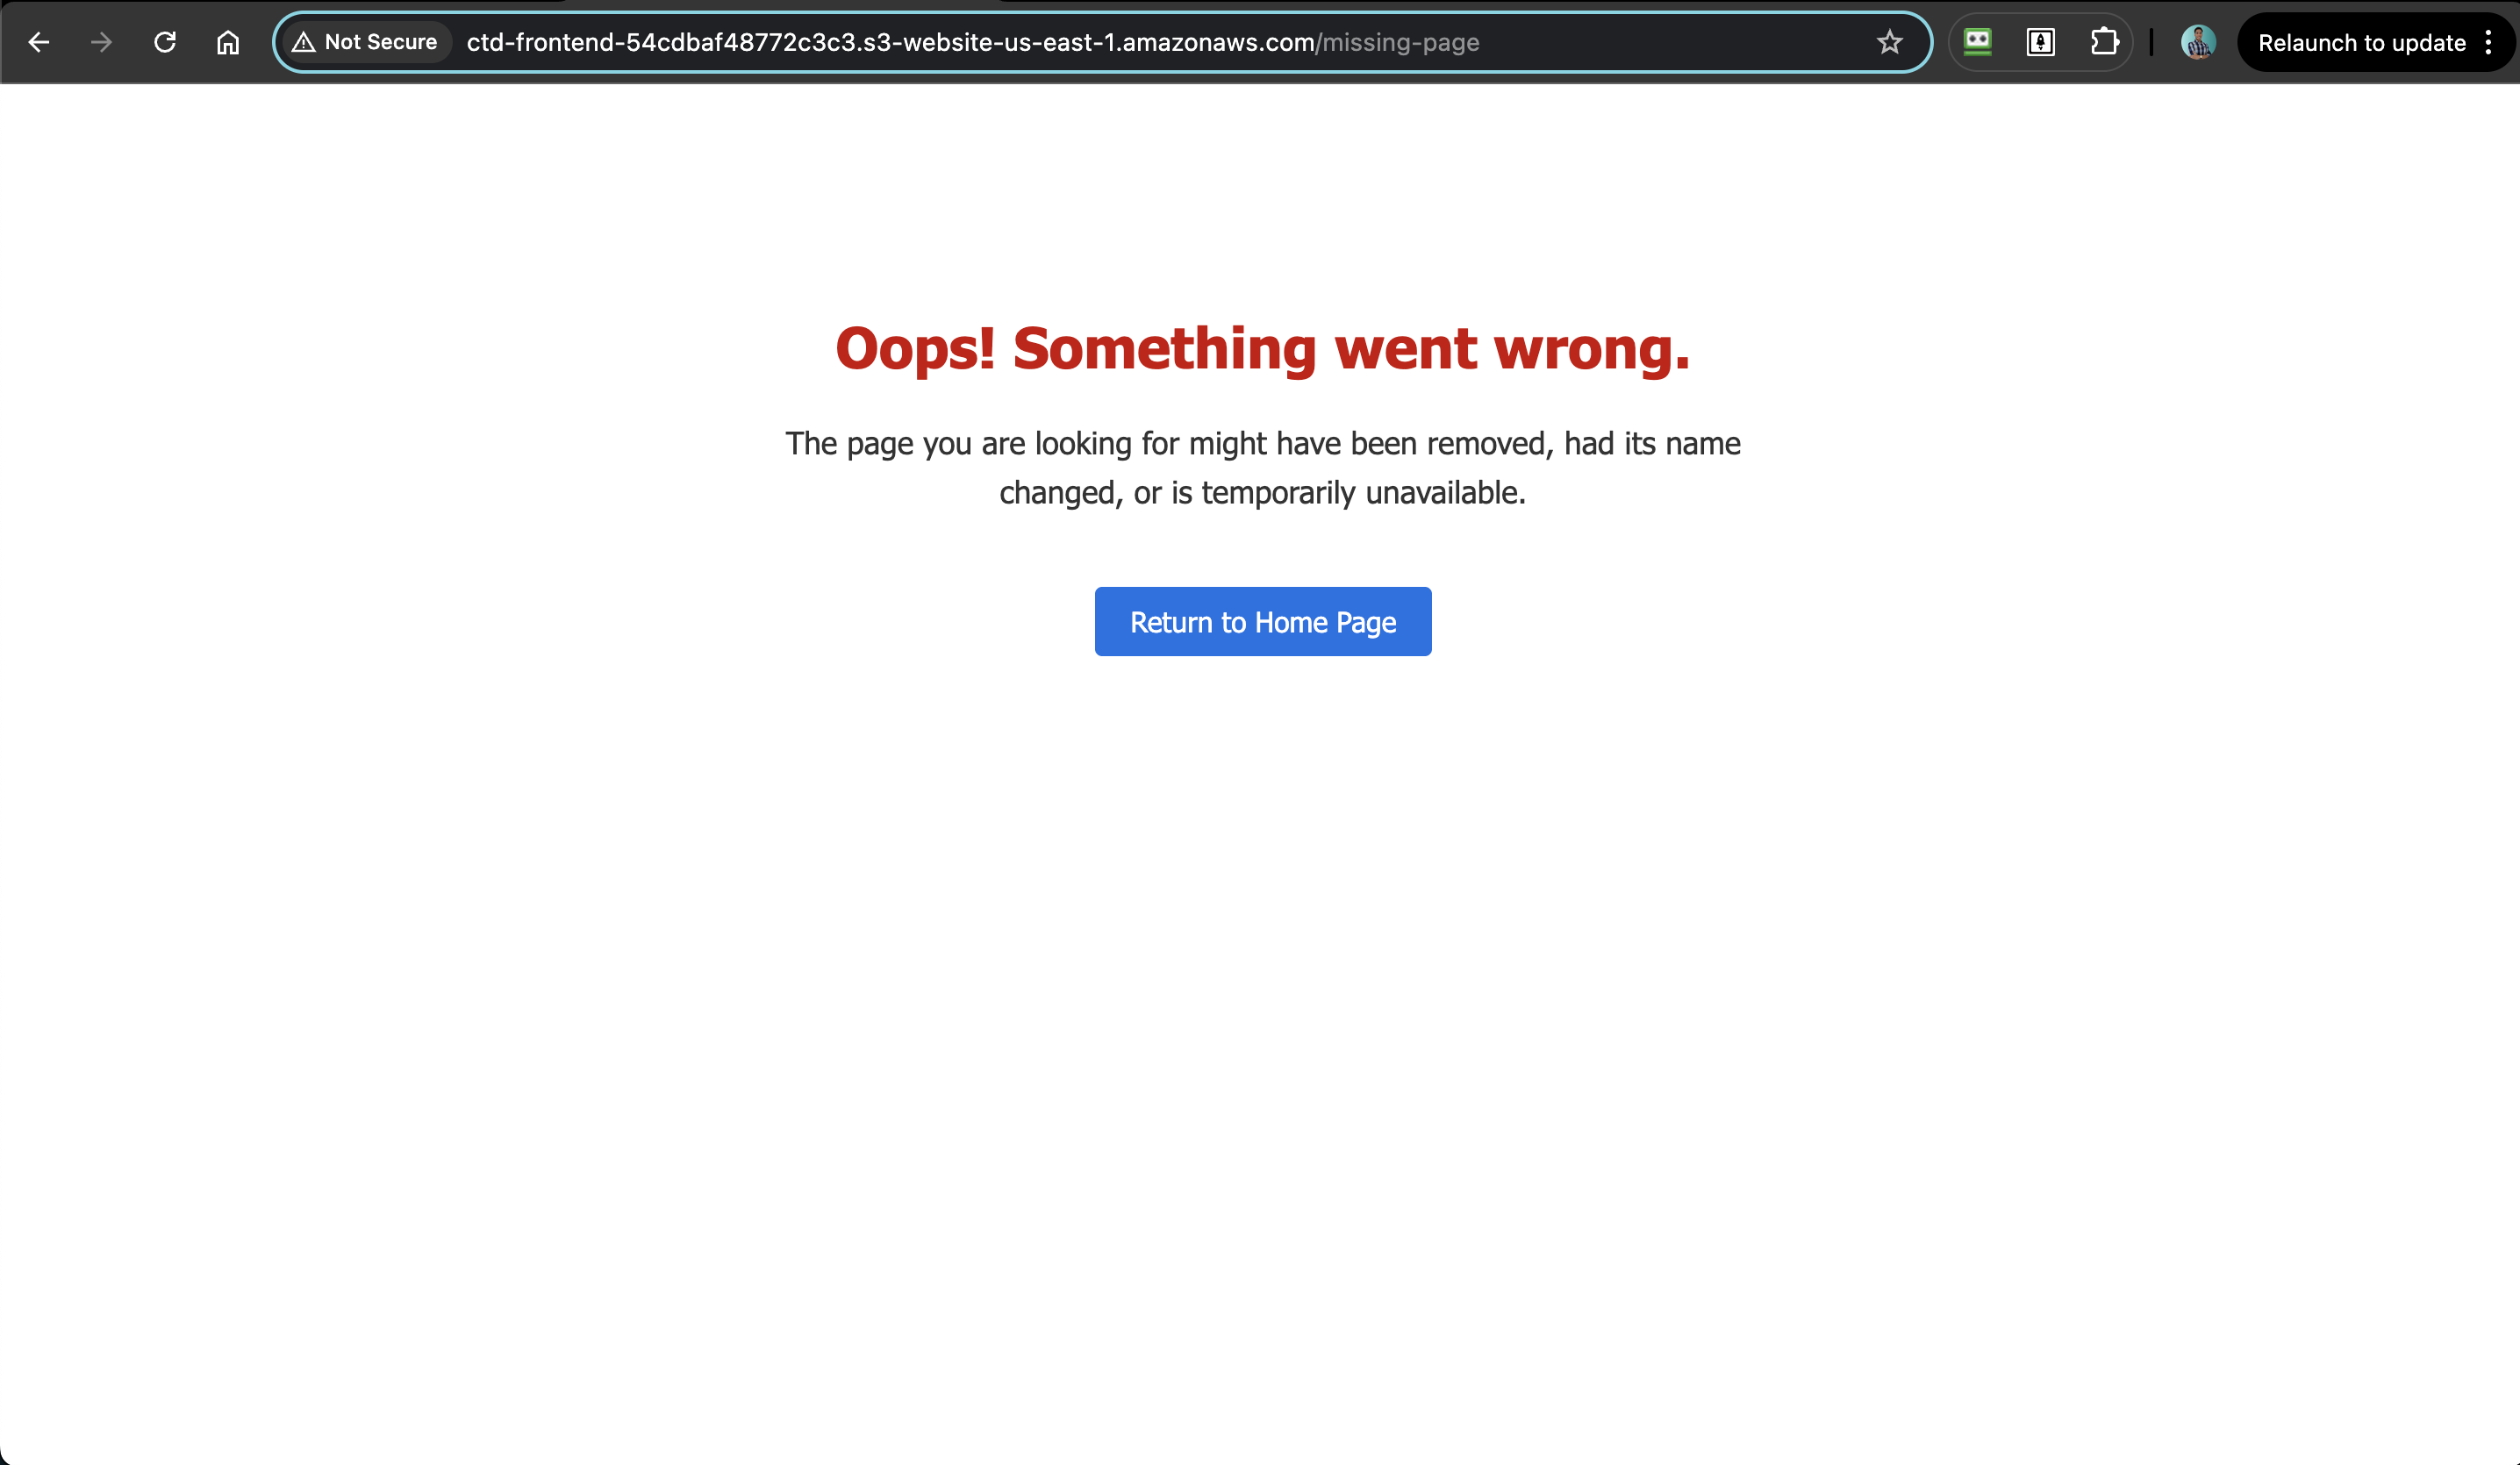 Not Secure ctd-frontend-54cdbaf48772c3c3.s3-website-us-east-1.amazonaws.com/missing-page Relaunch to update
Oops! Something went wrong.
The page you are looking for might have been removed, had its name
changed, or is temporarily unavailable.
Return to Home Page